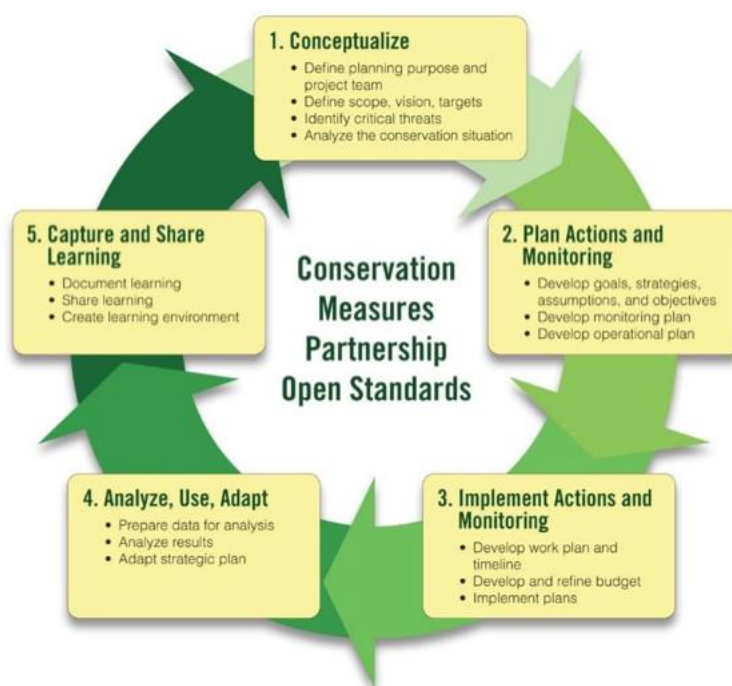 1. Conceptualize
• Define planning purpose and
project team
• Define scope, vision, targets
• Identify critical threats
• Analyze the conservation situation
2. Plan Actions and
Monitoring
• Develop goals, strategies,
assumptions, and objectives
• Develop monitoring plan
• Develop operational plan
3. Implement Actions and
Monitoring
• Develop work plan and
timeline
• Develop and refine budget
• Implement plans
4. Analyze, Use, Adapt
• Prepare data for analysis
• Analyze results
• Adapt strategic plan
5. Capture and Share
Learning
• Document learning
• Share learning
• Create learning environment
Conservation
Measures
Partnership
Open Standards